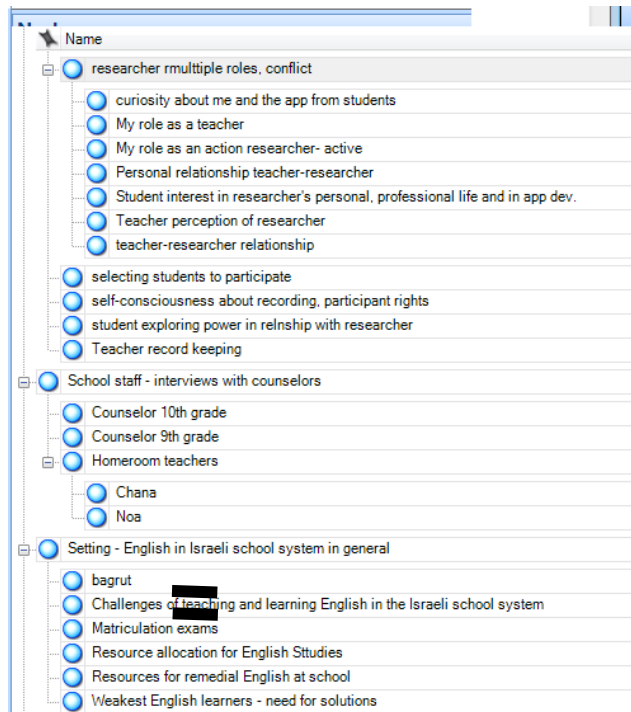 Name
researcher rmulttiple roles, conflict
curiosity about me and the app from students
My role as a teacher
My role as an action researcher- active
Personal relationship teacher-researcher
Student interest in researcher's personal, professional life and in app dev.
Teacher perception of researcher
teacher-researcher relationship
selecting students to participate
self-consciousness about recording, participant rights
student exploring power in relnship with researcher
Teacher record keeping
School staff - interviews with counselors
Counselor 10th grade
Counselor 9th grade
Homeroom teachers
Chana
Noa
Setting - English in Israeli school system in general
bagrut
Challenges of teaching and learning English in the Israeli school system
Matriculation exams
Resource allocation for English Sttudies
Resources for remedial English at school
Weakest English learners - need for solutions